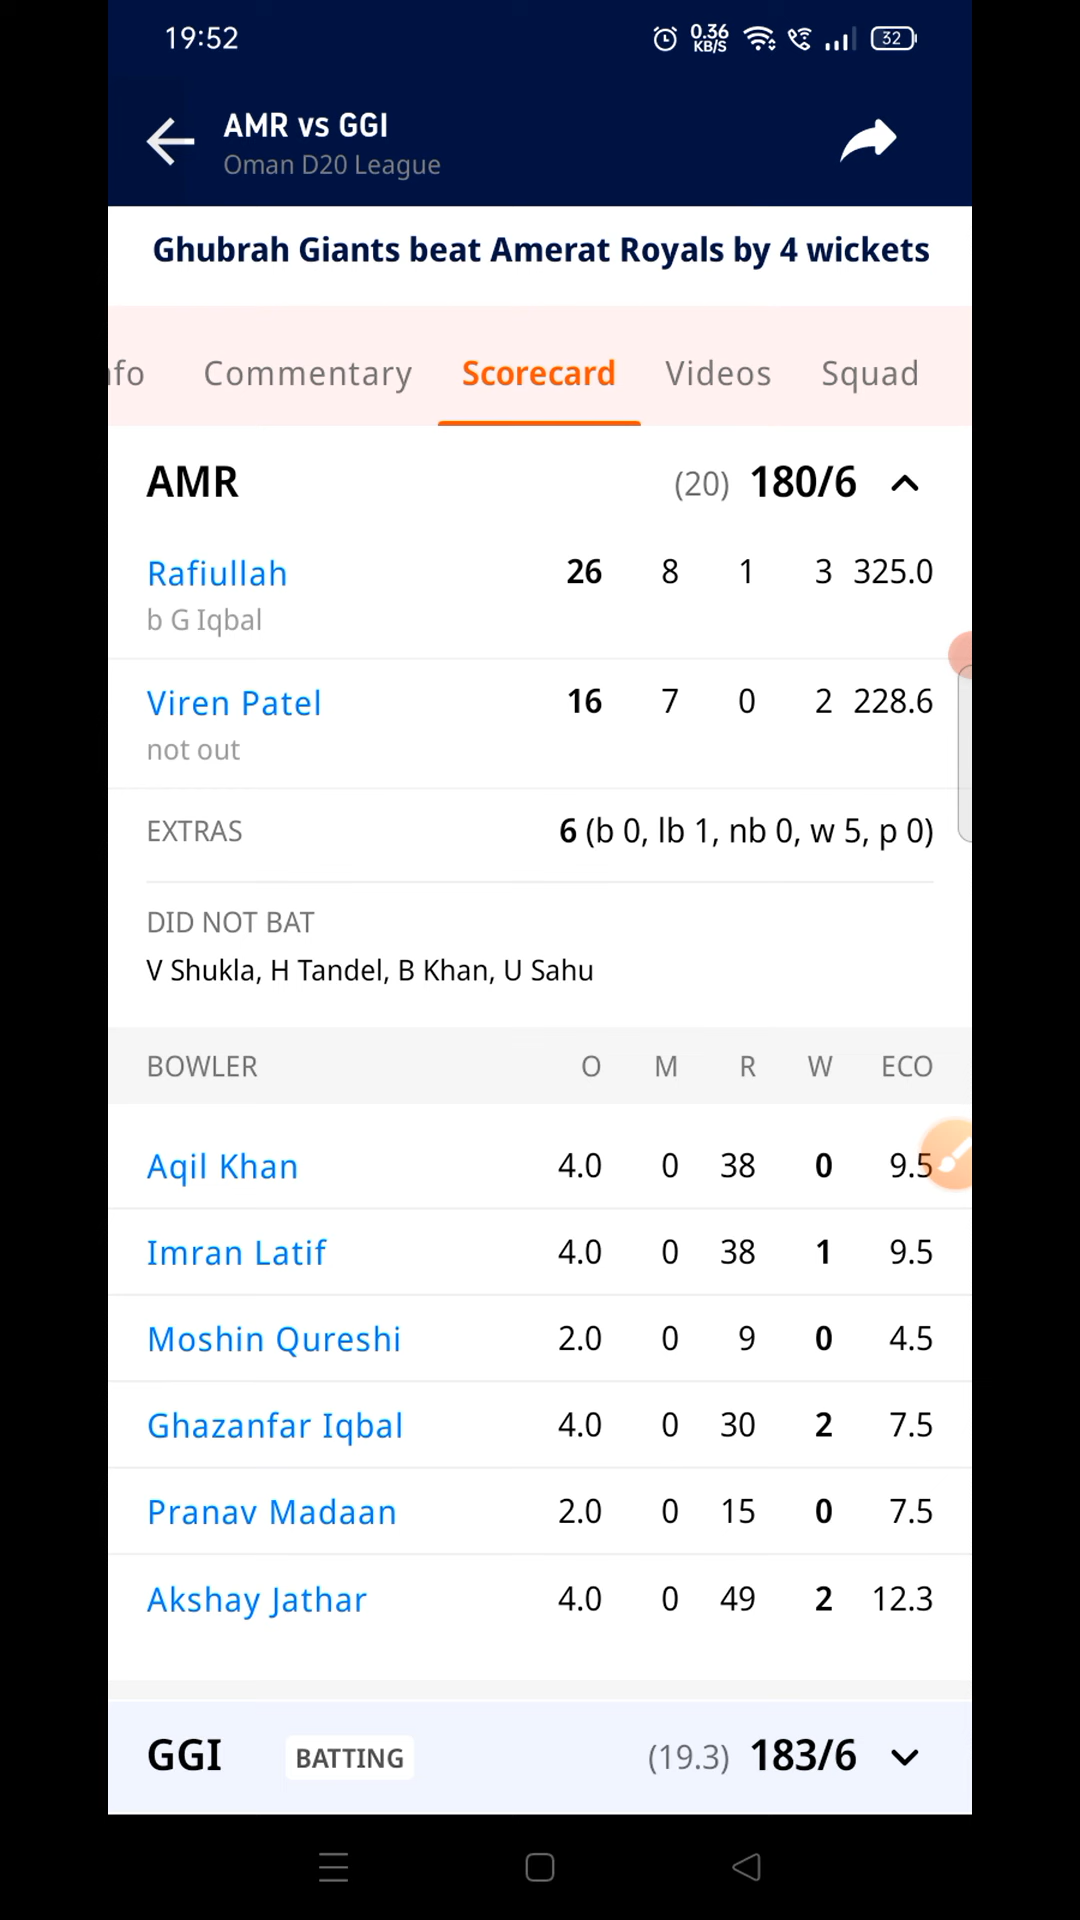 19:52
0.36
KB/S
32
AMR vs GGI
Oman D20 League
Ghubrah Giants beat Amerat Royals by 4 wickets
nfo Commentary Scorecard Videos Squad
AMR (20) 180/6
Rafiullah 26 8 1 3 325.0
b G Iqbal
Viren Patel 16 7 0 2 228.6
not out
EXTRAS 6 (b 0, lb 1, nb 0, w 5, p 0)
DID NOT BAT
V Shukla, H Tandel, B Khan, U Sahu
BOWLER O M R W ECO
Aqil Khan 4.0 0 38 0 9.5
Imran Latif 4.0 0 38 1 9.5
Moshin Qureshi 2.0 0 9 0 4.5
Ghazanfar Iqbal 4.0 0 30 2 7.5
Pranav Madaan 2.0 0 15 0 7.5
Akshay Jathar 4.0 0 49 2 12.3
GGI BATTING (19.3) 183/6